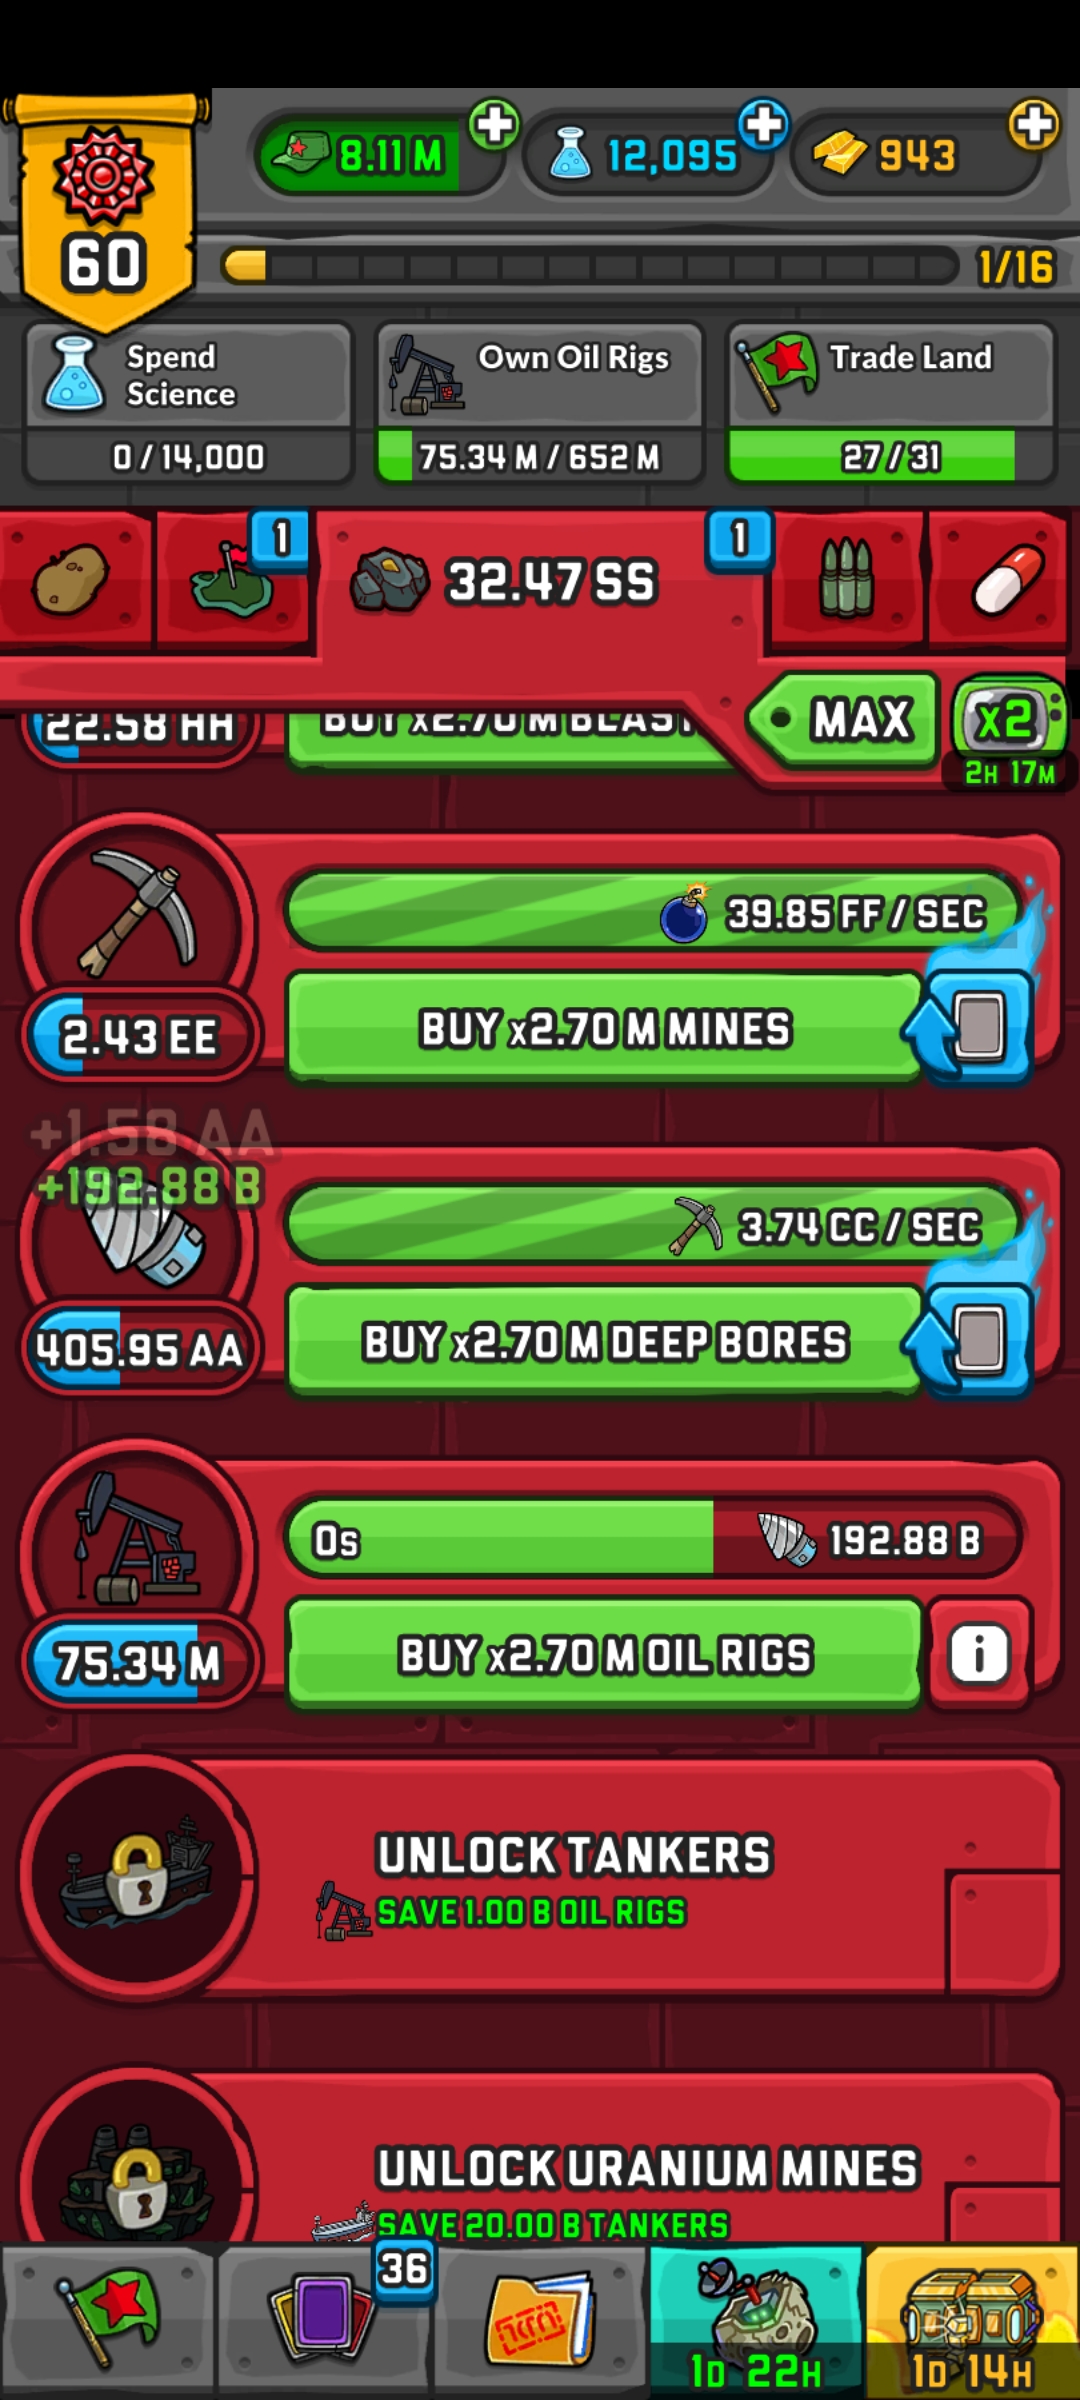 8.11 M
12,095
943
60
1/16
Spend
Science
0 / 14,000
Own Oil Rigs
75.34 M / 652 M
Trade Land
27 / 31
1
32.47 SS
1
MAX
x2
2H 17M
22.58 HH
BUY x2.70 M BLAST
39.85 FF / SEC
2.43 EE
BUY x2.70 M MINES
+1.58 AA
+192.88 B
3.74 CC / SEC
405.95 AA
BUY x2.70 M DEEP BORES
0s
192.88 B
75.34 M
BUY x2.70 M OIL RIGS
i
UNLOCK TANKERS
SAVE 1.00 B OIL RIGS
UNLOCK URANIUM MINES
SAVE 20.00 B TANKERS
36
1D 22H
1D 14H